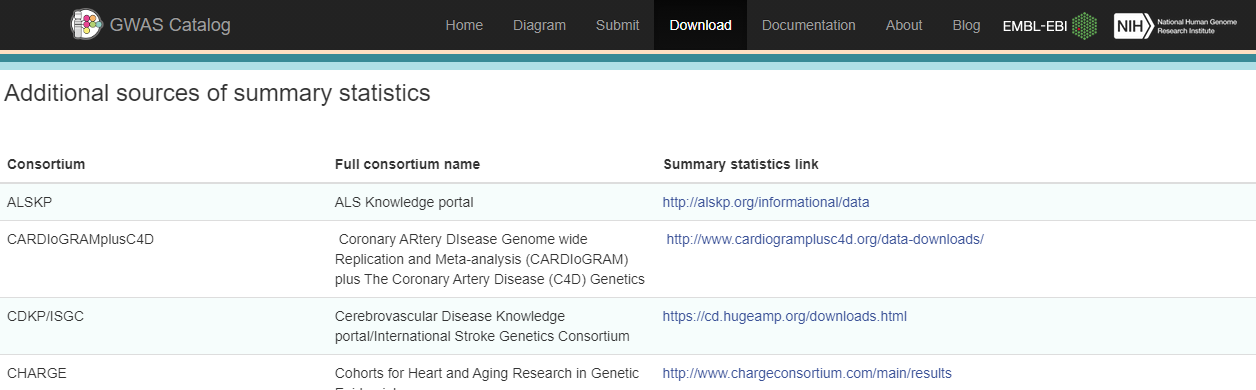 GWAS Catalog Home Diagram Submit Download Documentation About Blog EMBL-EBI NIH National Human Genome Research Institute
Additional sources of summary statistics
Consortium Full consortium name Summary statistics link
ALSKP ALS Knowledge portal http://alskp.org/informational/data
CARDIoGRAMplusC4D Coronary ARtery DIsease Genome wide http://www.cardiogramplusc4d.org/data-downloads/
Replication and Meta-analysis (CARDIoGRAM)
plus The Coronary Artery Disease (C4D) Genetics
CDKP/ISGC Cerebrovascular Disease Knowledge https://cd.hugeamp.org/downloads.html
portal/International Stroke Genetics Consortium
CHARGE Cohorts for Heart and Aging Research in Genetic http://www.chargeconsortium.com/main/results